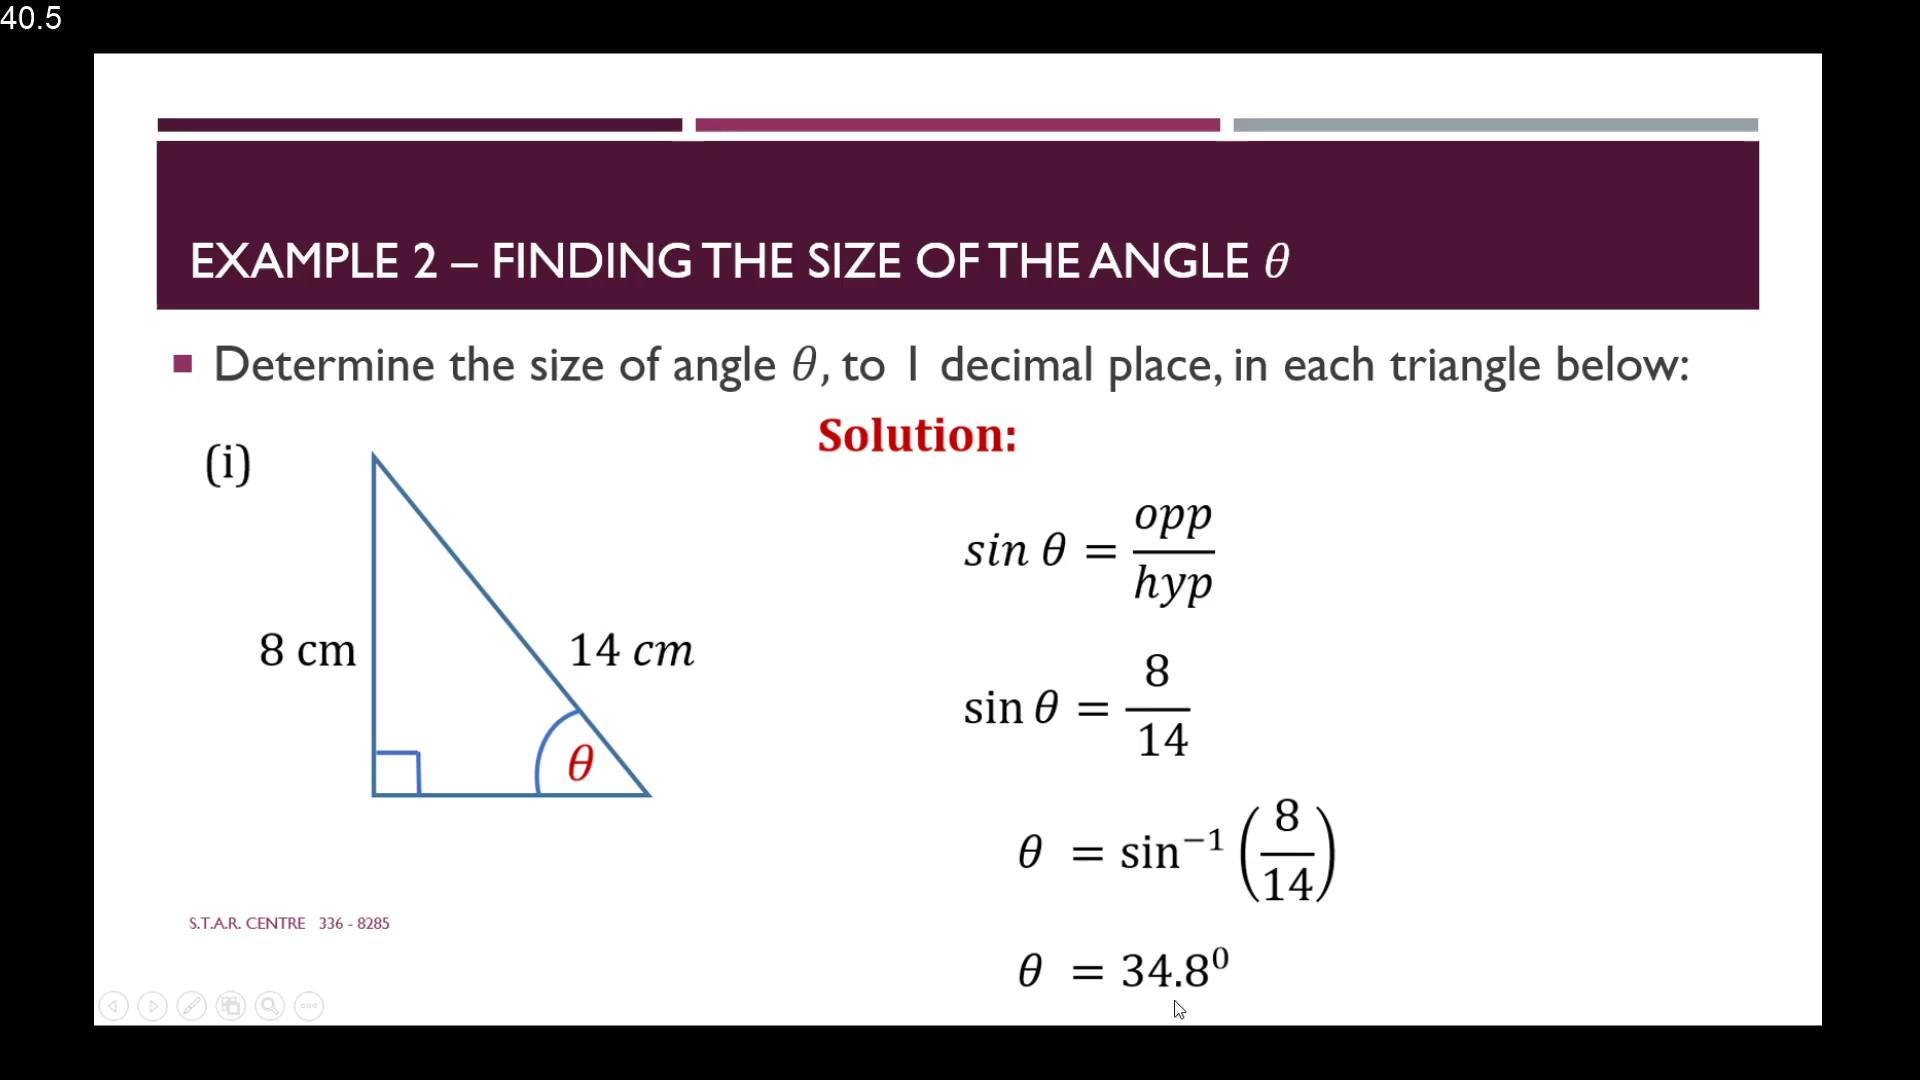 40.5
EXAMPLE 2 – FINDING THE SIZE OF THE ANGLE θ
Determine the size of angle θ, to 1 decimal place, in each triangle below:
(i)
8 cm
14 cm
θ
Solution:
sin θ = opp/hyp
sin θ = 8/14
θ = sin⁻¹ (8/14)
θ = 34.8⁰
S.T.A.R. CENTRE 336 - 8285